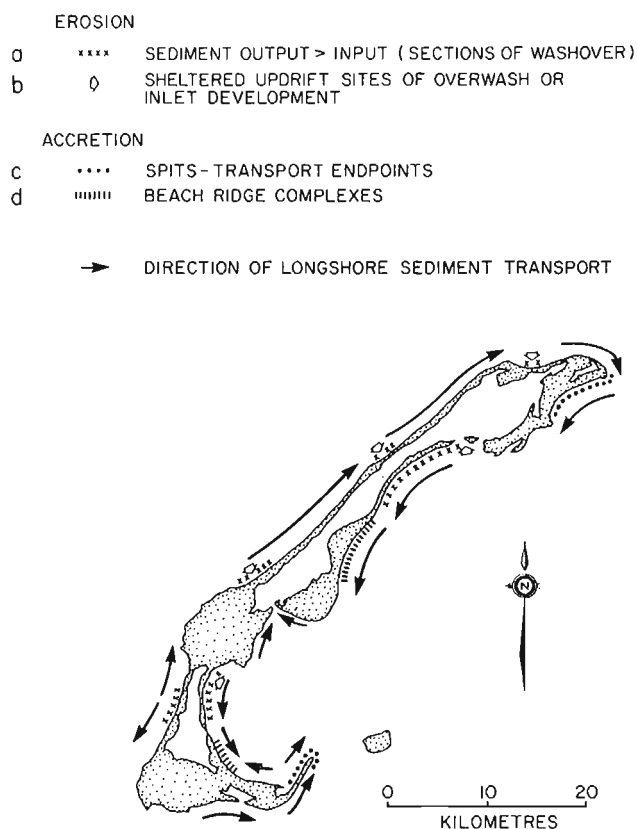 EROSION
a xxxx SEDIMENT OUTPUT > INPUT (SECTIONS OF WASHOVER)
b SHELTERED UPDRIFT SITES OF OVERWASH OR
INLET DEVELOPMENT
ACCRETION
c SPITS-TRANSPORT ENDPOINTS
d BEACH RIDGE COMPLEXES
DIRECTION OF LONGSHORE SEDIMENT TRANSPORT
N
0 10 20
KILOMETRES